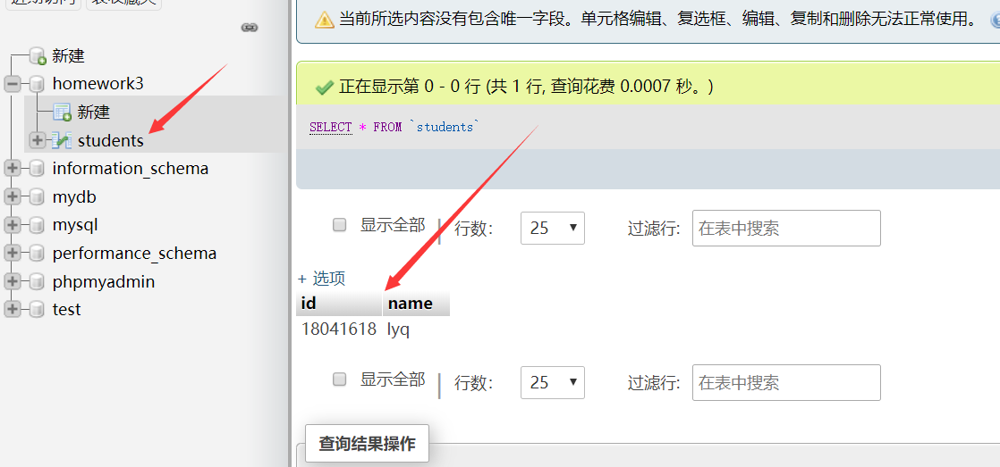 新建
homework3
新建
students
information_schema
mydb
mysql
performance_schema
phpmyadmin
test
当前所选内容没有包含唯一字段。单元格编辑、复选框、编辑、复制和删除无法正常使用。
正在显示第 0 - 0 行 (共 1 行, 查询花费 0.0007 秒。)
SELECT * FROM `students`
显示全部 行数: 25 过滤行: 在表中搜索
+ 选项
id name
18041618 lyq
显示全部 行数: 25 过滤行: 在表中搜索
查询结果操作